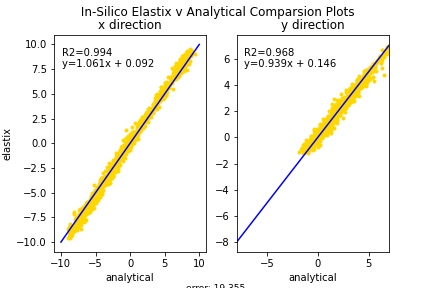 In-Silico Elastix v Analytical Comparsion Plots
x direction
y direction
R2=0.994
y=1.061x + 0.092
R2=0.968
y=0.939x + 0.146
elastix
10.0
7.5
5.0
2.5
0.0
−2.5
−5.0
−7.5
−10.0
6
4
2
0
−2
−4
−6
−8
−10
−5
0
5
10
−5
0
5
analytical
analytical
error: 19.355